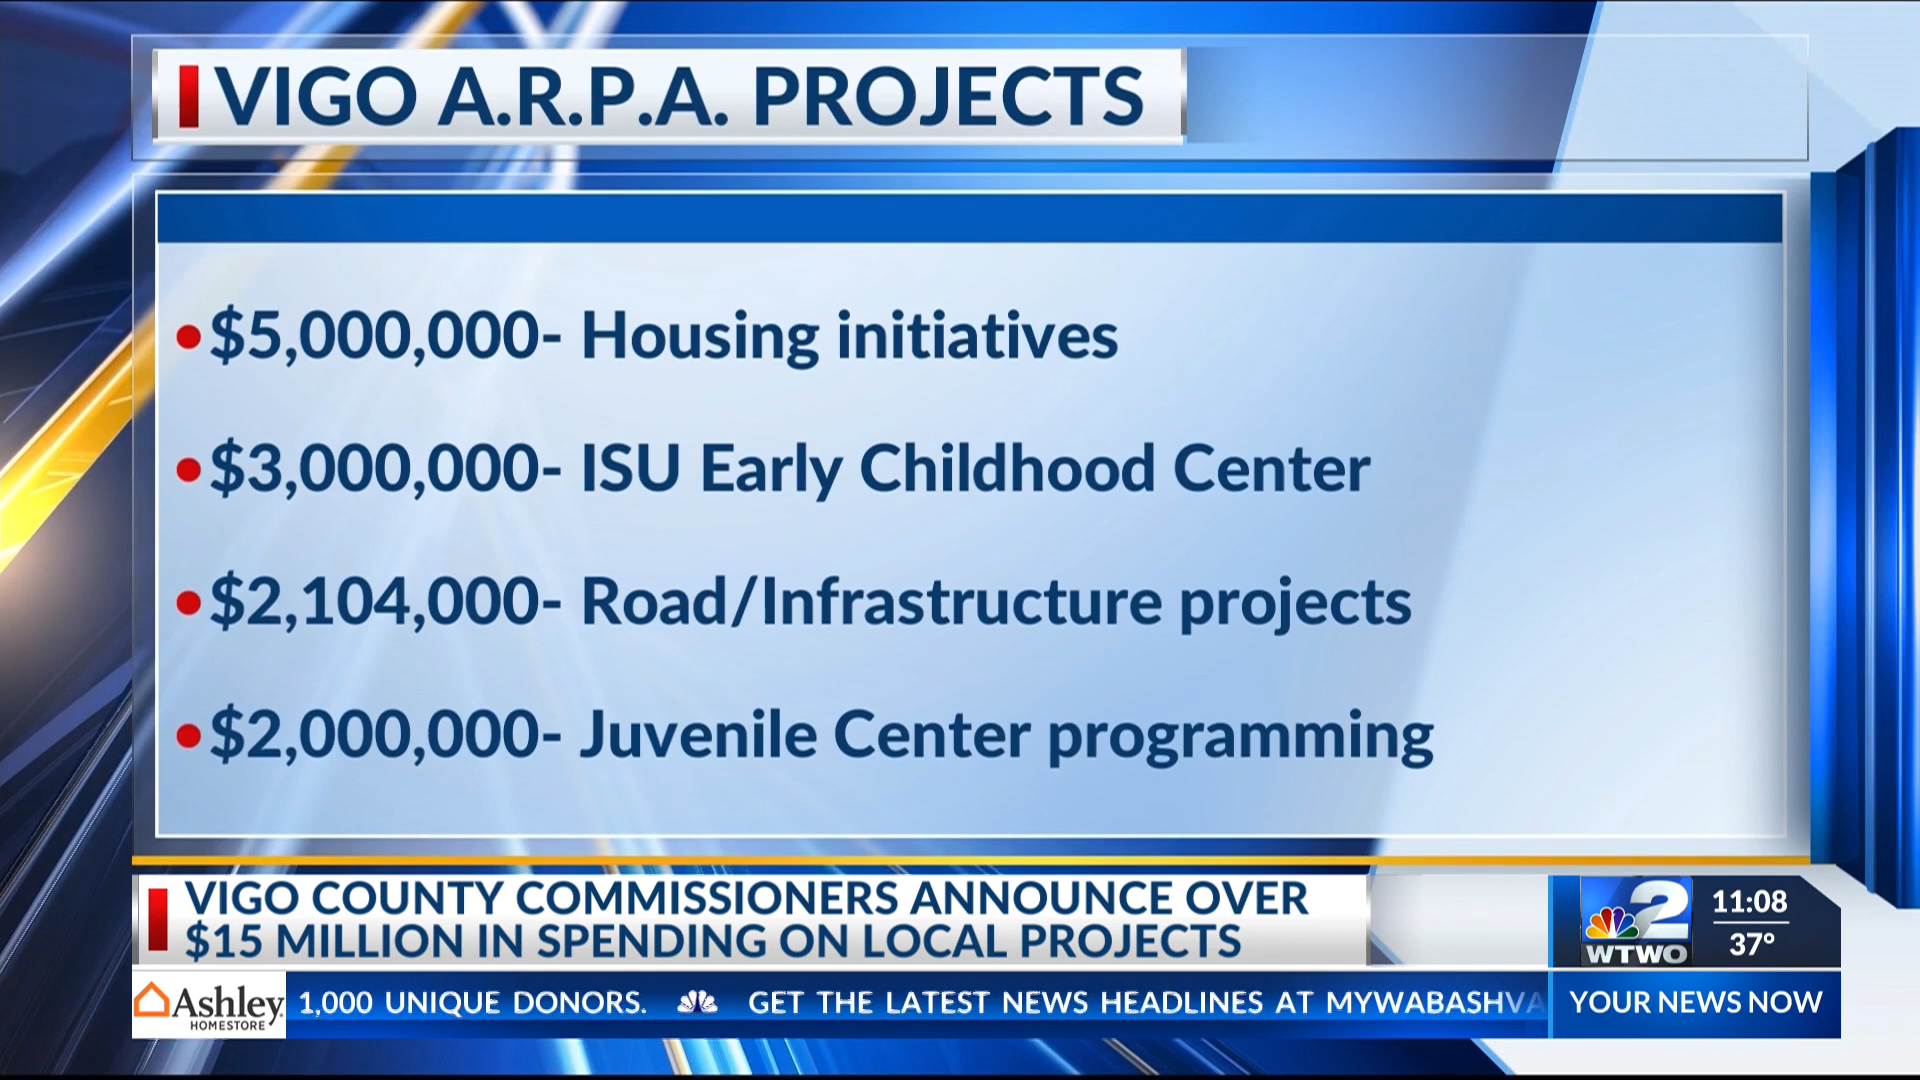 VIGO A.R.P.A. PROJECTS
•$5,000,000- Housing initiatives
•$3,000,000- ISU Early Childhood Center
•$2,104,000- Road/Infrastructure projects
•$2,000,000- Juvenile Center programming
VIGO COUNTY COMMISSIONERS ANNOUNCE OVER
$15 MILLION IN SPENDING ON LOCAL PROJECTS
2
WTWO
11:08
37°
Ashley
HOMESTORE
1,000 UNIQUE DONORS. GET THE LATEST NEWS HEADLINES AT MYWABASHVA
YOUR NEWS NOW